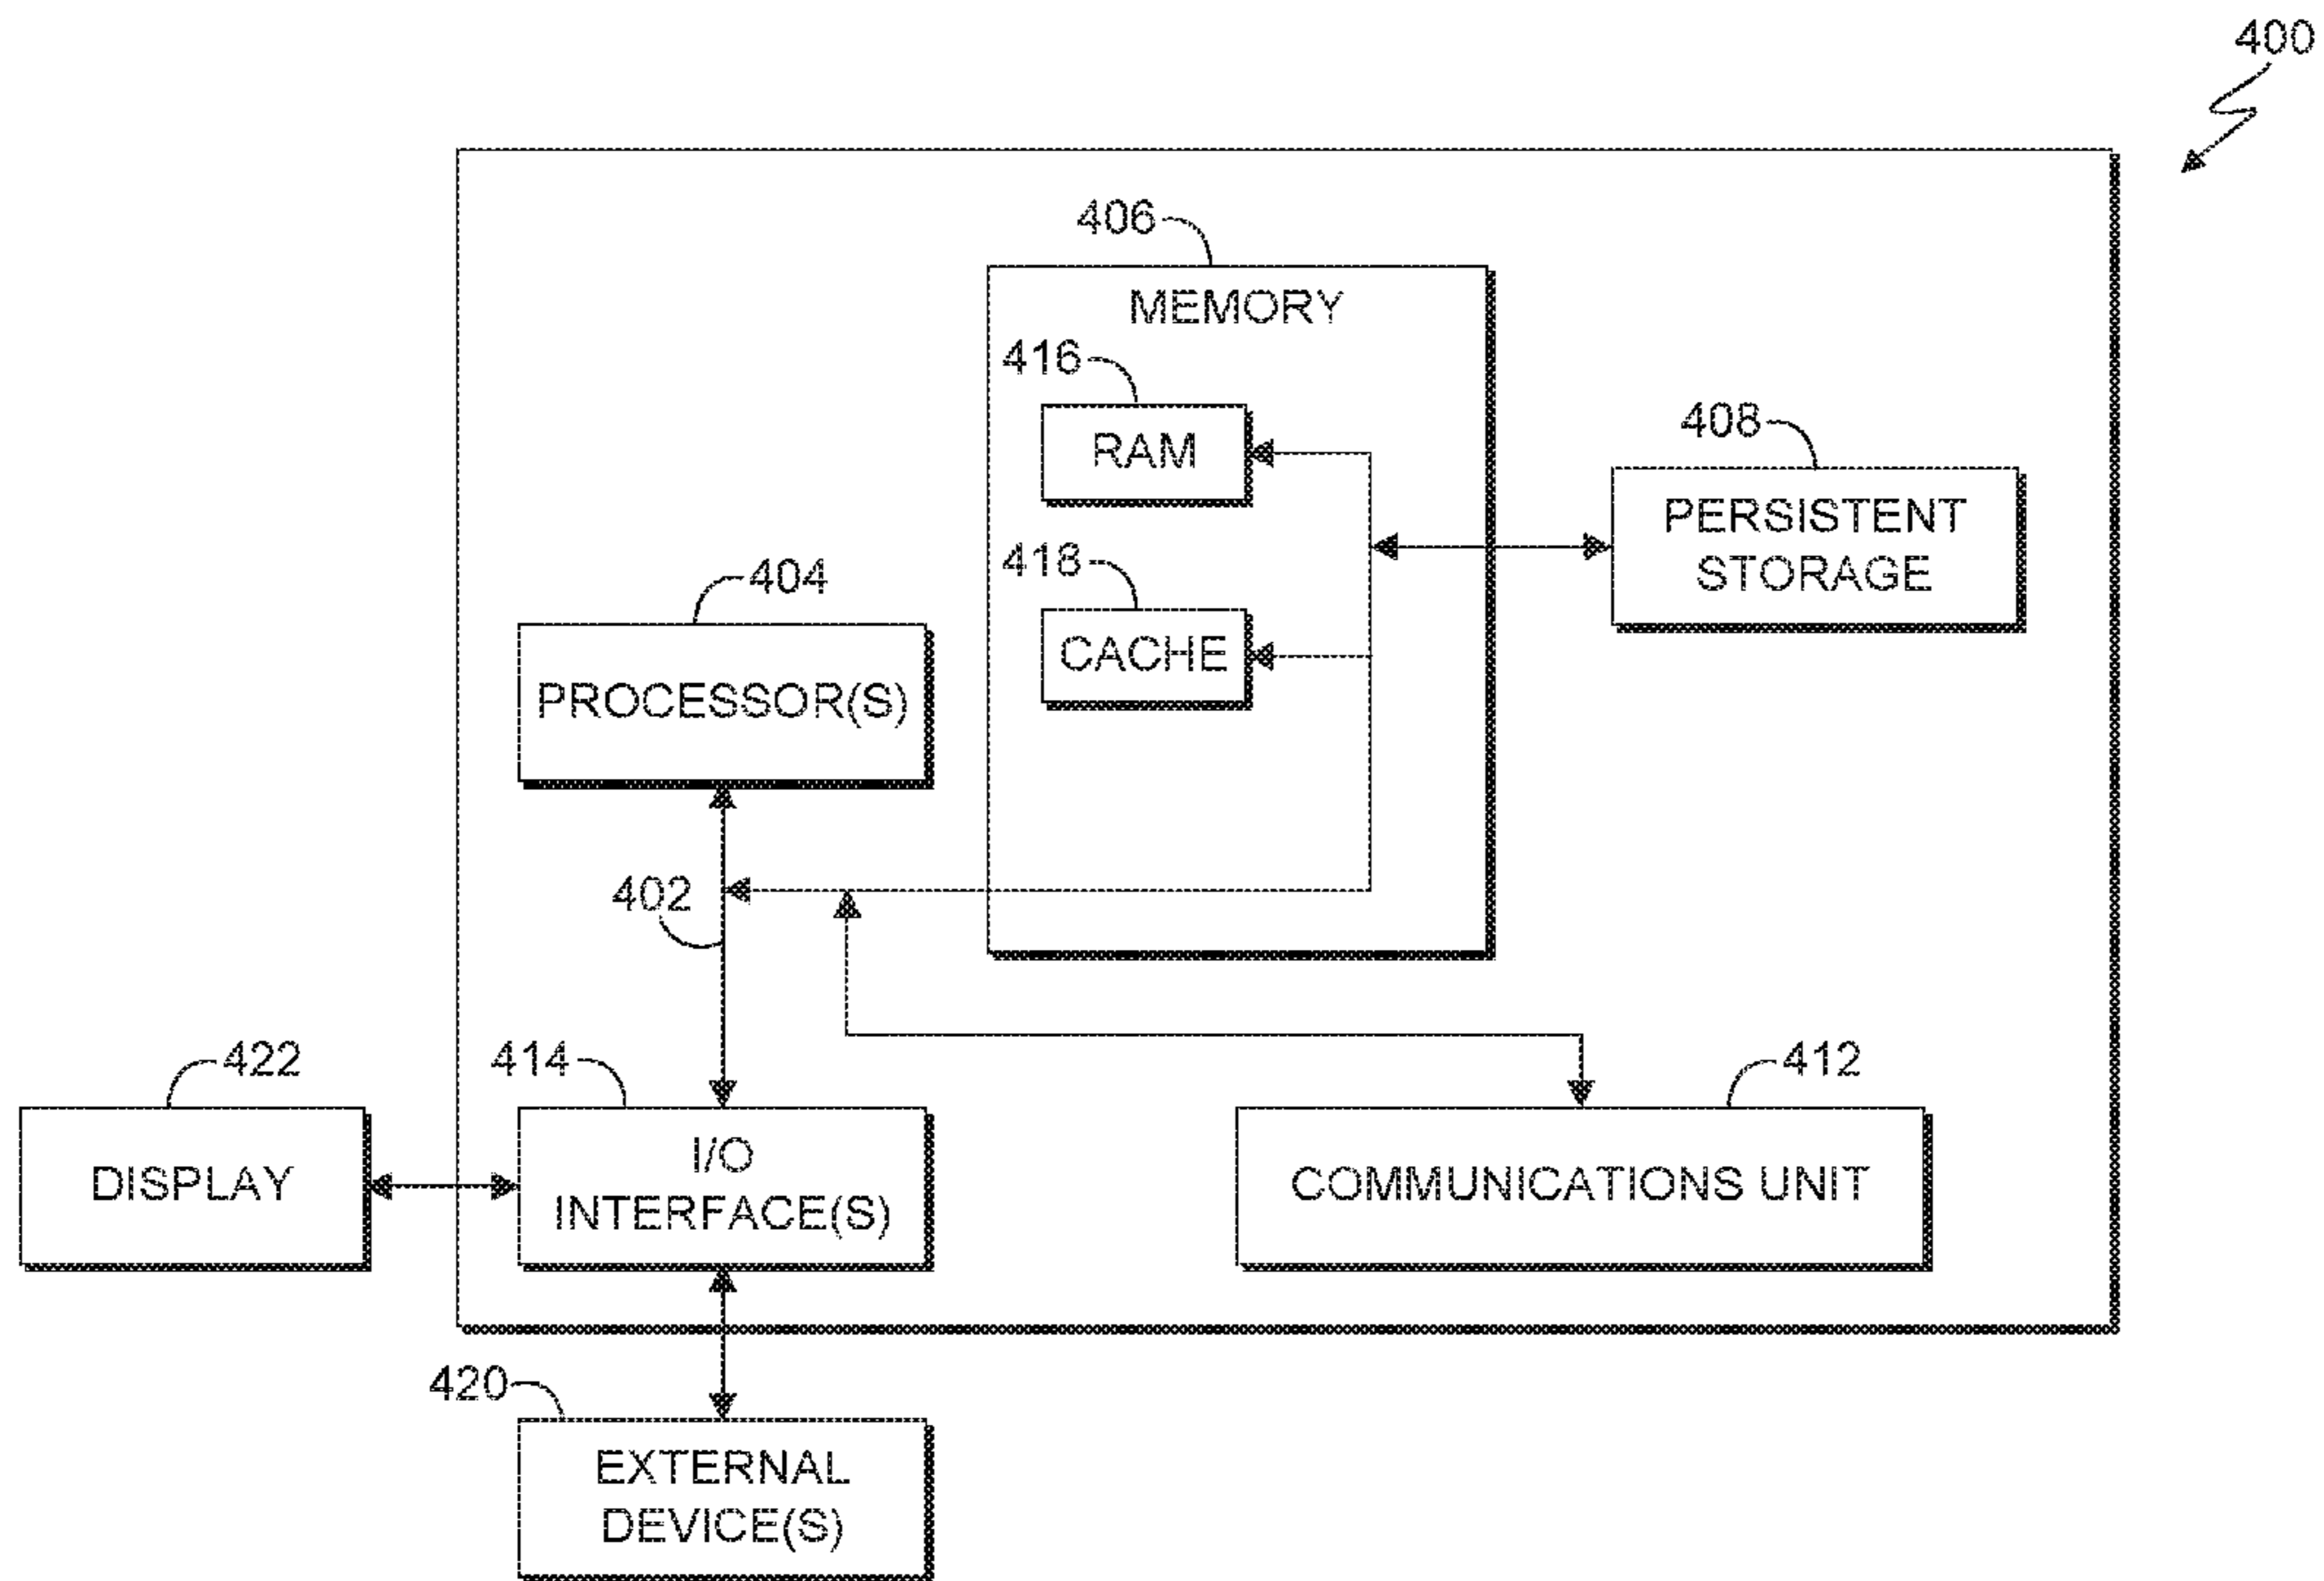 400
406
MEMORY
416
RAM
408
PERSISTENT
STORAGE
418
CACHE
404
PROCESSOR(S)
402
422
DISPLAY
414
I/O
INTERFACE(S)
412
COMMUNICATIONS UNIT
420
EXTERNAL
DEVICE(S)